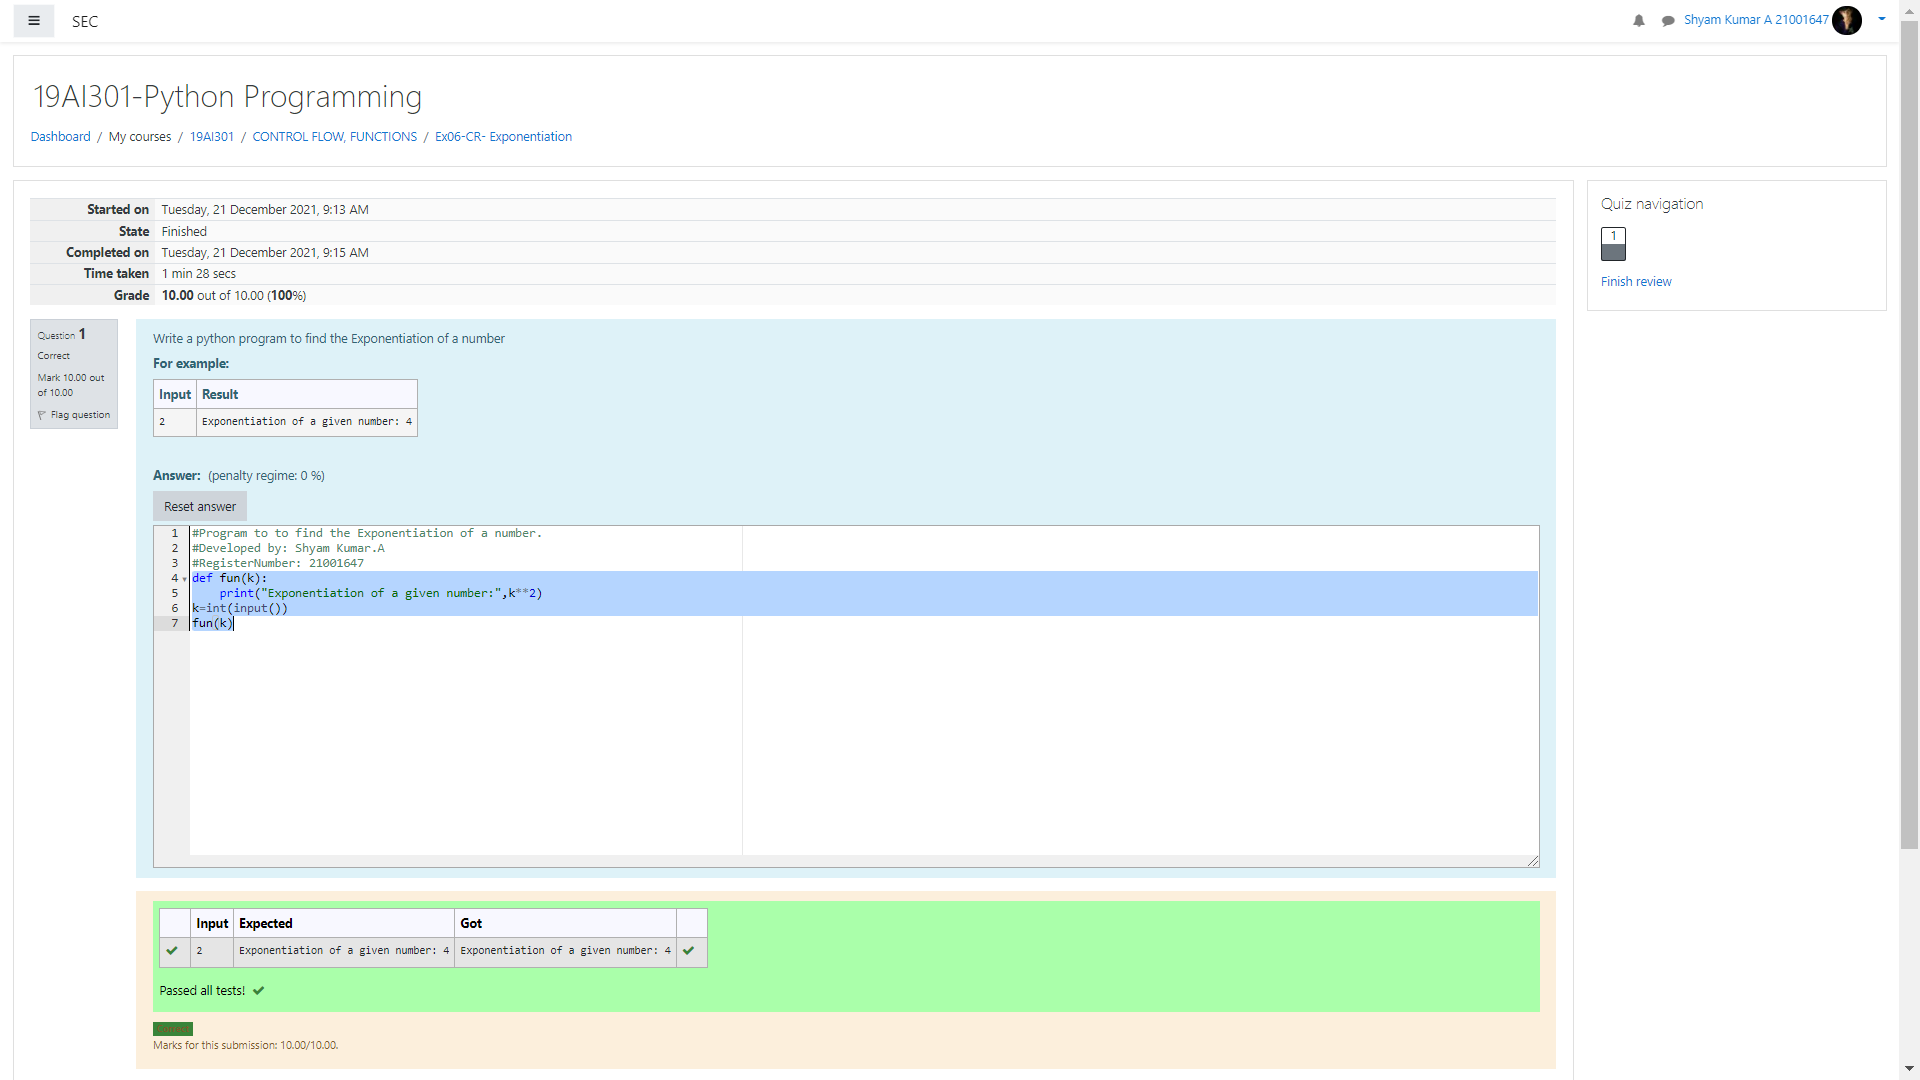 SEC
Shyam Kumar A 21001647
19AI301-Python Programming
Dashboard / My courses / 19AI301 / CONTROL FLOW, FUNCTIONS / Ex06-CR- Exponentiation
Started on Tuesday, 21 December 2021, 9:13 AM
State Finished
Completed on Tuesday, 21 December 2021, 9:15 AM
Time taken 1 min 28 secs
Grade 10.00 out of 10.00 (100%)
Quiz navigation
1
Finish review
Question 1
Correct
Mark 10.00 out
of 10.00
Flag question
Write a python program to find the Exponentiation of a number
For example:
Input Result
2 Exponentiation of a given number: 4
Answer: (penalty regime: 0 %)
Reset answer
1 #Program to to find the Exponentiation of a number.
2 #Developed by: Shyam Kumar.A
3 #RegisterNumber: 21001647
4 def fun(k):
5     print("Exponentiation of a given number:",k**2)
6 k=int(input())
7 fun(k)
Input Expected Got
2 Exponentiation of a given number: 4 Exponentiation of a given number: 4
Passed all tests!
Marks for this submission: 10.00/10.00.